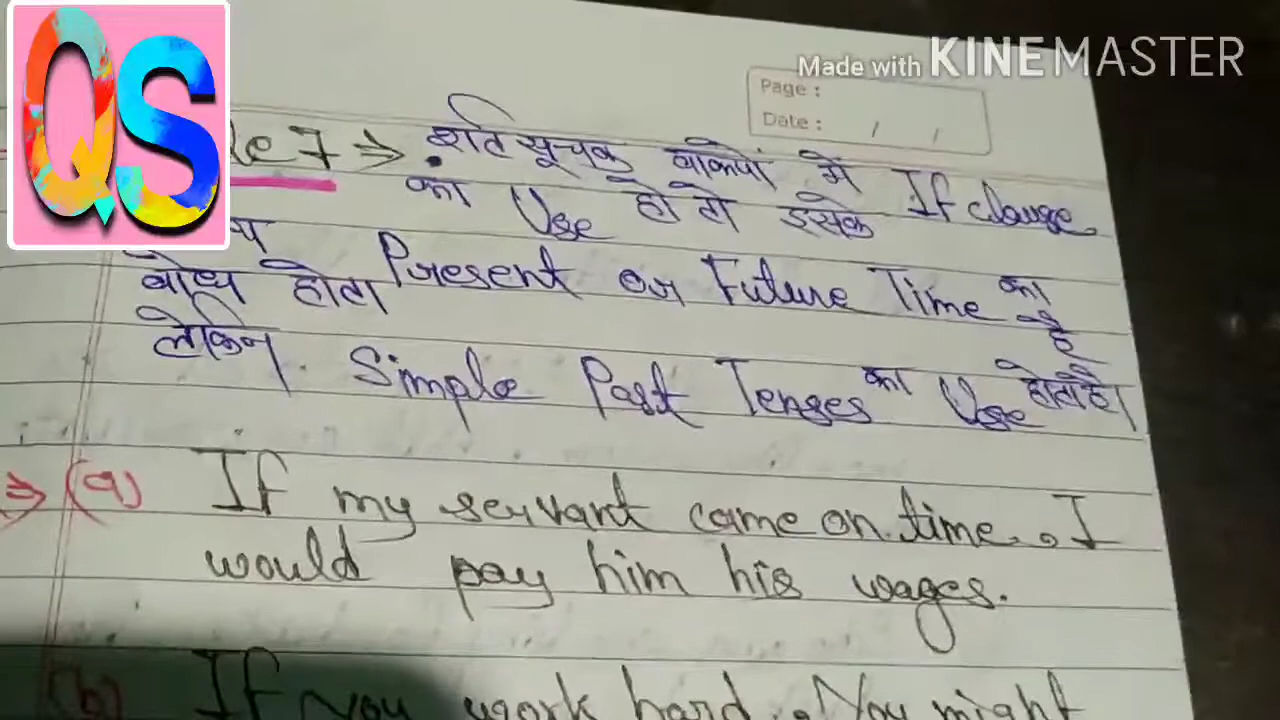 QS
Made with KINEMASTER
Page :
Date : / /
le 7 ⇒ शर्त सूचक वाक्यों में If clause
का Use हो तो इसके
Present or Future Time का
बोध होता है
लेकिन Simple Past Tenses का Use होता है।
⇒ (a) If my servant came on time, I
would pay him his wages.
(b) If you work hard, You might